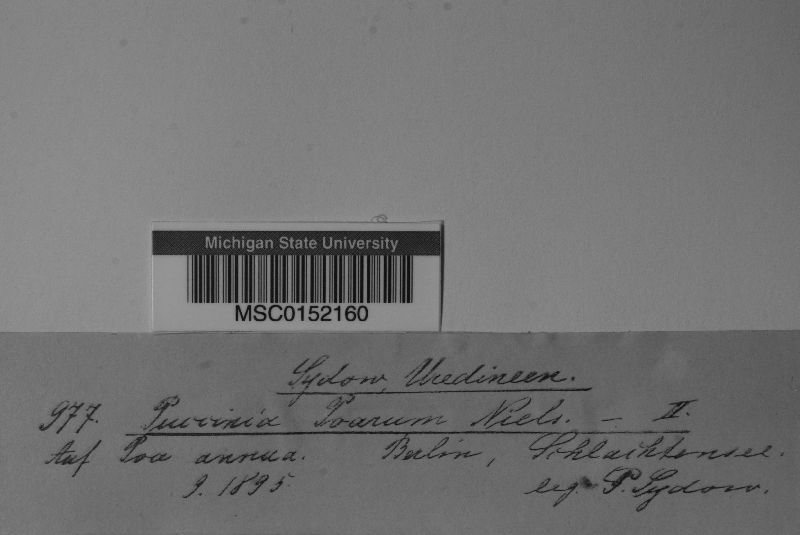 Michigan State University
MSC0152160
Sydow, Uredineen.
977. Puccinia Poarum Niels. – II.
Auf Poa annua. Berlin, Schlachtensee.
9. 1895. leg. P. Sydow.